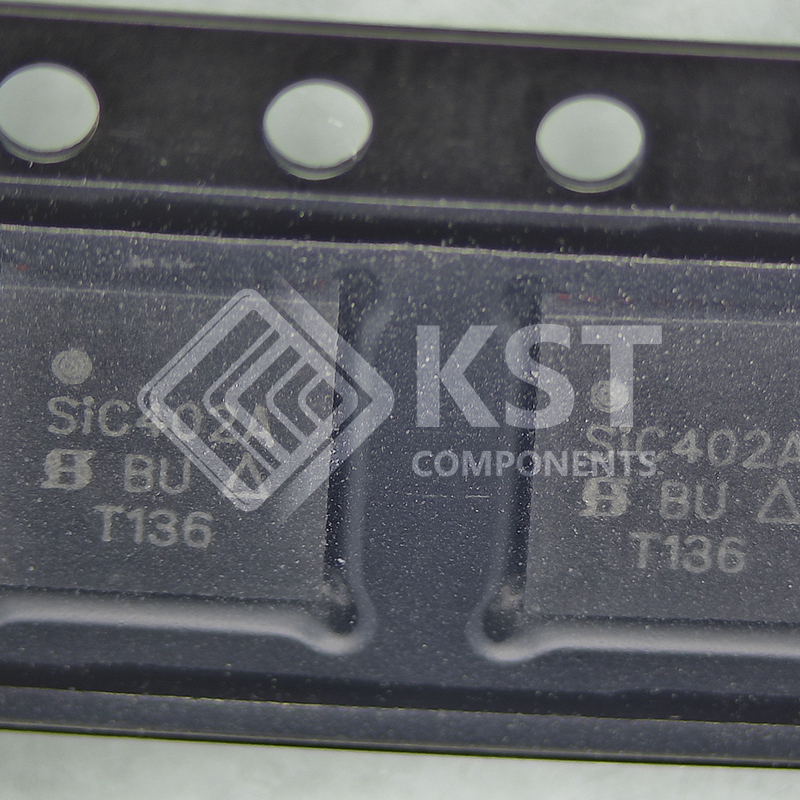 SiC402A
BU
T136
SiC402A
BU
T136
KST
COMPONENTS